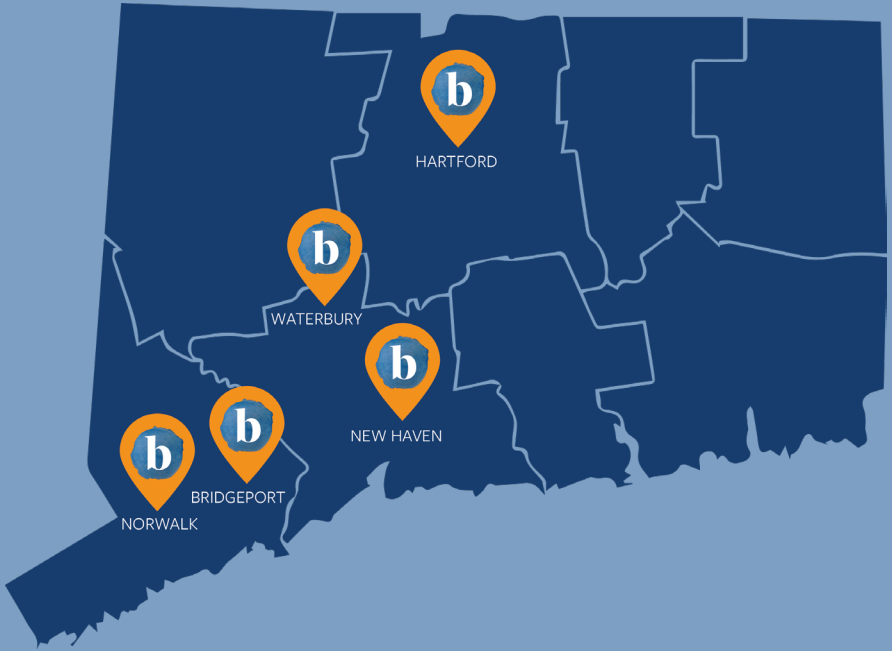 b
HARTFORD
b
WATERBURY
b
NEW HAVEN
b
BRIDGEPORT
b
NORWALK